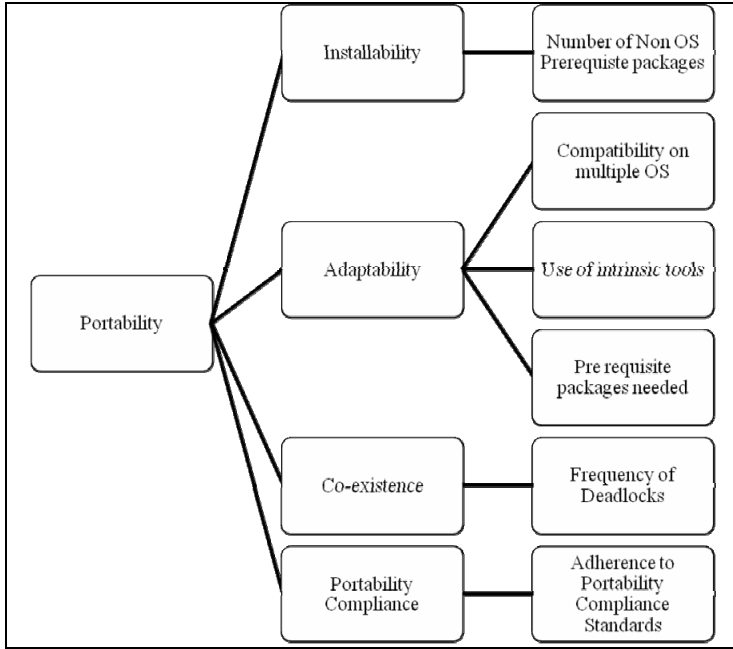 Installability
Number of Non OS
Prerequiste packages
Compatibility on
multiple OS
Adaptability
Use of intrinsic tools
Portability
Pre requisite
packages needed
Co-existence
Frequency of
Deadlocks
Portability
Compliance
Adherence to
Portability
Compliance
Standards